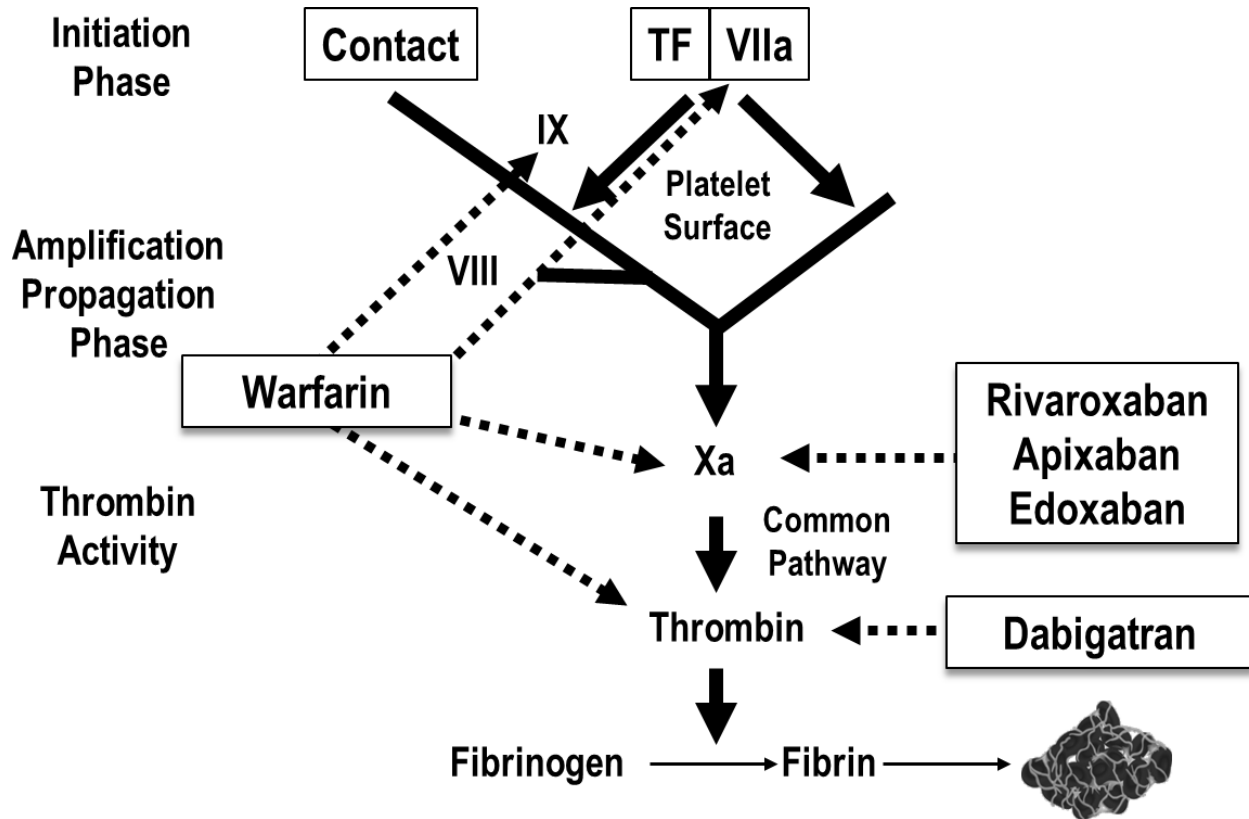 Initiation
Phase
Contact
TF
VIIa
IX
Platelet
Surface
Amplification
Propagation
Phase
VIII
Warfarin
Rivaroxaban
Apixaban
Edoxaban
Xa
Thrombin
Activity
Common
Pathway
Thrombin
Dabigatran
Fibrinogen
Fibrin